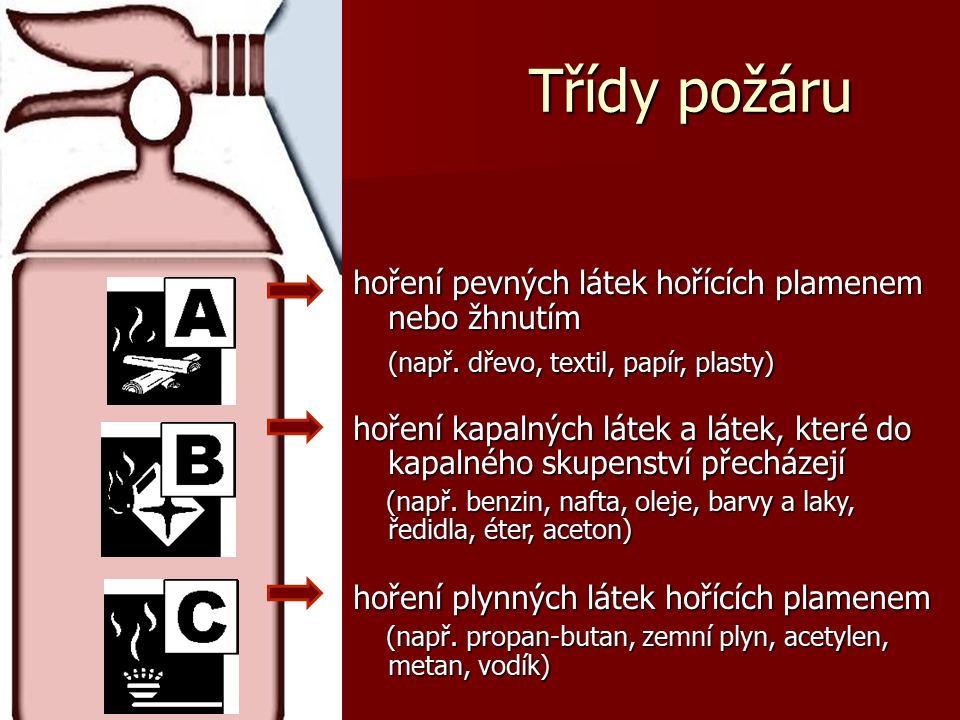 Třídy požáru
A
hoření pevných látek hořících plamenem
nebo žhnutím
(např. dřevo, textil, papír, plasty)
B
hoření kapalných látek a látek, které do
kapalného skupenství přecházejí
(např. benzin, nafta, oleje, barvy a laky,
ředidla, éter, aceton)
C
hoření plynných látek hořících plamenem
(např. propan-butan, zemní plyn, acetylen,
metan, vodík)